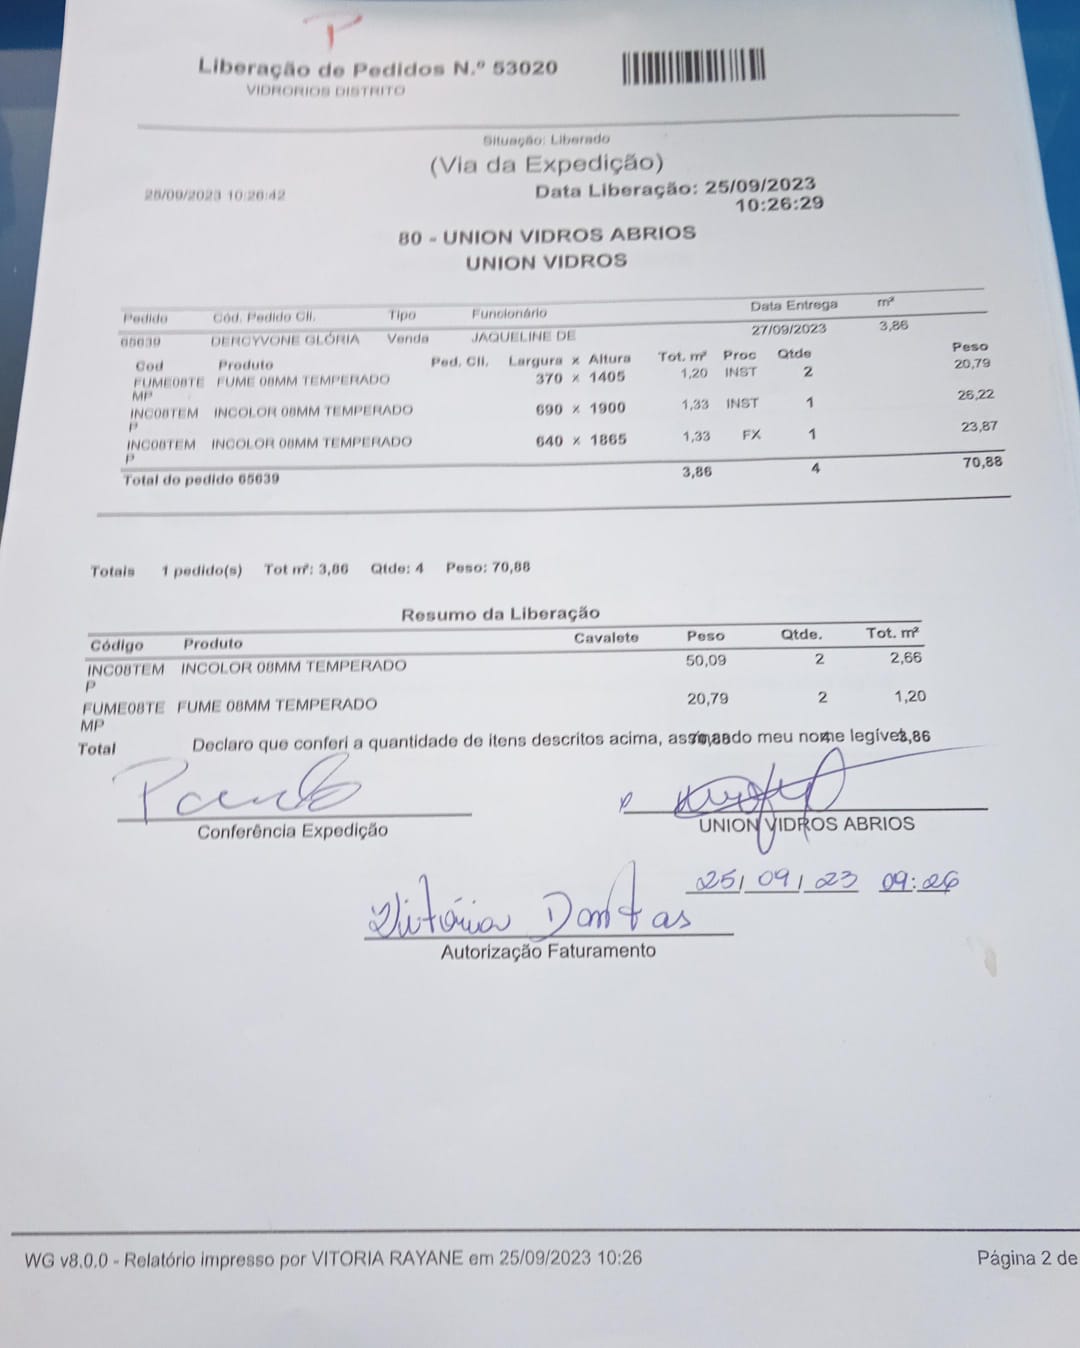 P
Liberação de Pedidos N.º 53020
VIDRORIOS DISTRITO
Situação: Liberado
(Via da Expedição)
25/09/2023 10:26:42 Data Liberação: 25/09/2023
10:26:29
80 - UNION VIDROS ABRIOS
UNION VIDROS
Pedido Cód. Pedido Cli. Tipo Funcionário Data Entrega m²
65639 DERCYVONE GLÓRIA Venda JAQUELINE DE 27/09/2023 3,86
Cod Produto Ped. Cli. Largura x Altura Tot. m² Proc Qtde Peso
FUME08TE FUME 08MM TEMPERADO 370 x 1405 1,20 INST 2 20,79
MP
INC08TEM INCOLOR 08MM TEMPERADO 690 x 1900 1,33 INST 1 26,22
P
INC08TEM INCOLOR 08MM TEMPERADO 640 x 1865 1,33 FX 1 23,87
P
Total do pedido 65639 3,86 4 70,88
Totais 1 pedido(s) Tot m²: 3,86 Qtde: 4 Peso: 70,88
Resumo da Liberação
Código Produto Cavalete Peso Qtde. Tot. m²
INC08TEM INCOLOR 08MM TEMPERADO 50,09 2 2,66
P
FUME08TE FUME 08MM TEMPERADO 20,79 2 1,20
MP
Total Declaro que conferi a quantidade de itens descritos acima, assinando meu nome legível. 70,88 4 3,86
Conferência Expedição
UNION VIDROS ABRIOS
25/09/23 09:26
Vitória Dantas
Autorização Faturamento
WG v8.0.0 - Relatório impresso por VITORIA RAYANE em 25/09/2023 10:26 Página 2 de